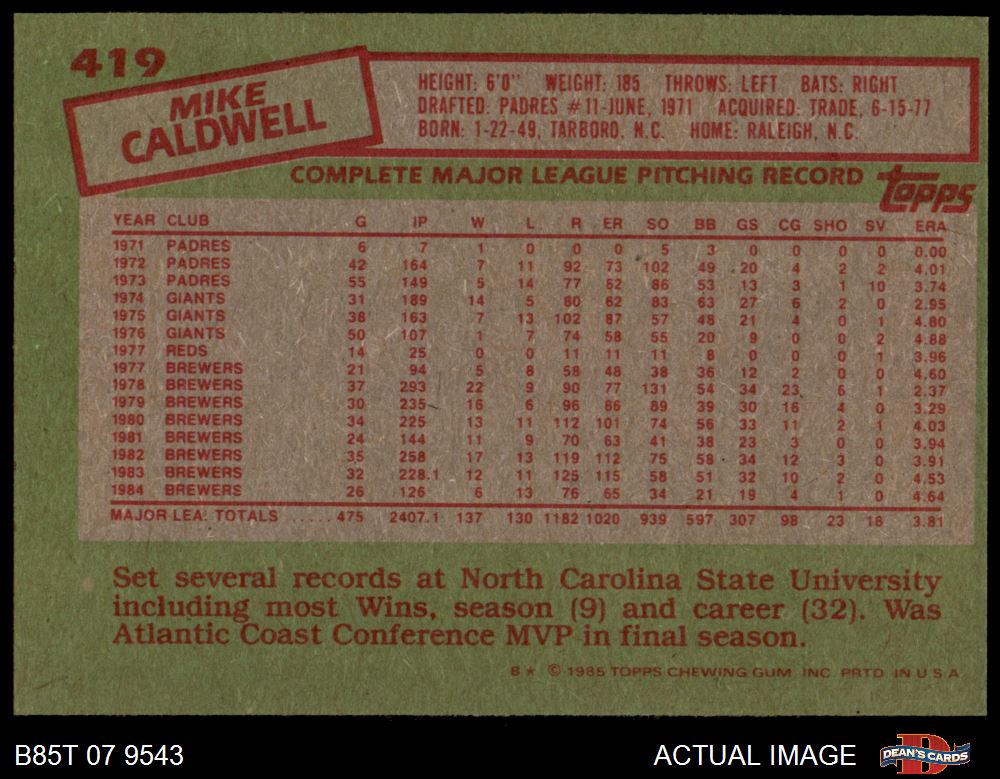 419
MIKE
CALDWELL
HEIGHT: 6'0" WEIGHT: 185 THROWS: LEFT BATS: RIGHT
DRAFTED: PADRES #11-JUNE, 1971 ACQUIRED: TRADE, 6-15-77
BORN: 1-22-49, TARBORO, N.C. HOME: RALEIGH, N.C.
COMPLETE MAJOR LEAGUE PITCHING RECORD
topps
YEAR CLUB G IP W L R ER SO BB GS CG SHO SV ERA
1971 PADRES 6 7 1 0 0 0 5 3 0 0 0 0 0.00
1972 PADRES 42 164 7 11 92 73 102 49 20 4 2 2 4.01
1973 PADRES 55 149 5 14 77 62 86 53 13 3 1 10 3.74
1974 GIANTS 31 189 14 5 80 62 83 63 27 6 2 0 2.95
1975 GIANTS 38 163 7 13 102 87 57 48 21 4 0 1 4.80
1976 GIANTS 50 107 1 7 74 58 55 20 9 0 0 2 4.88
1977 REDS 14 25 0 0 11 11 11 8 0 0 0 1 3.96
1977 BREWERS 21 94 5 8 58 48 38 36 12 2 0 0 4.60
1978 BREWERS 37 293 22 9 90 77 131 54 34 23 6 1 2.37
1979 BREWERS 30 235 16 6 96 86 89 39 30 16 4 0 3.29
1980 BREWERS 34 225 13 11 112 101 74 56 33 11 2 1 4.03
1981 BREWERS 24 144 11 9 70 63 41 38 23 3 0 0 3.94
1982 BREWERS 35 258 17 13 119 112 75 58 34 12 3 0 3.91
1983 BREWERS 32 228.1 12 11 125 115 58 51 32 10 2 0 4.53
1984 BREWERS 26 126 6 13 76 65 34 21 19 4 1 0 4.64
MAJOR LEA. TOTALS ...... 475 2407.1 137 130 1182 1020 939 597 307 98 23 18 3.81
Set several records at North Carolina State University
including most Wins, season (9) and career (32). Was
Atlantic Coast Conference MVP in final season.
B * © 1985 TOPPS CHEWING GUM, INC. PRTD. IN U.S.A.
B85T 07 9543
ACTUAL IMAGE
DEAN'S CARDS